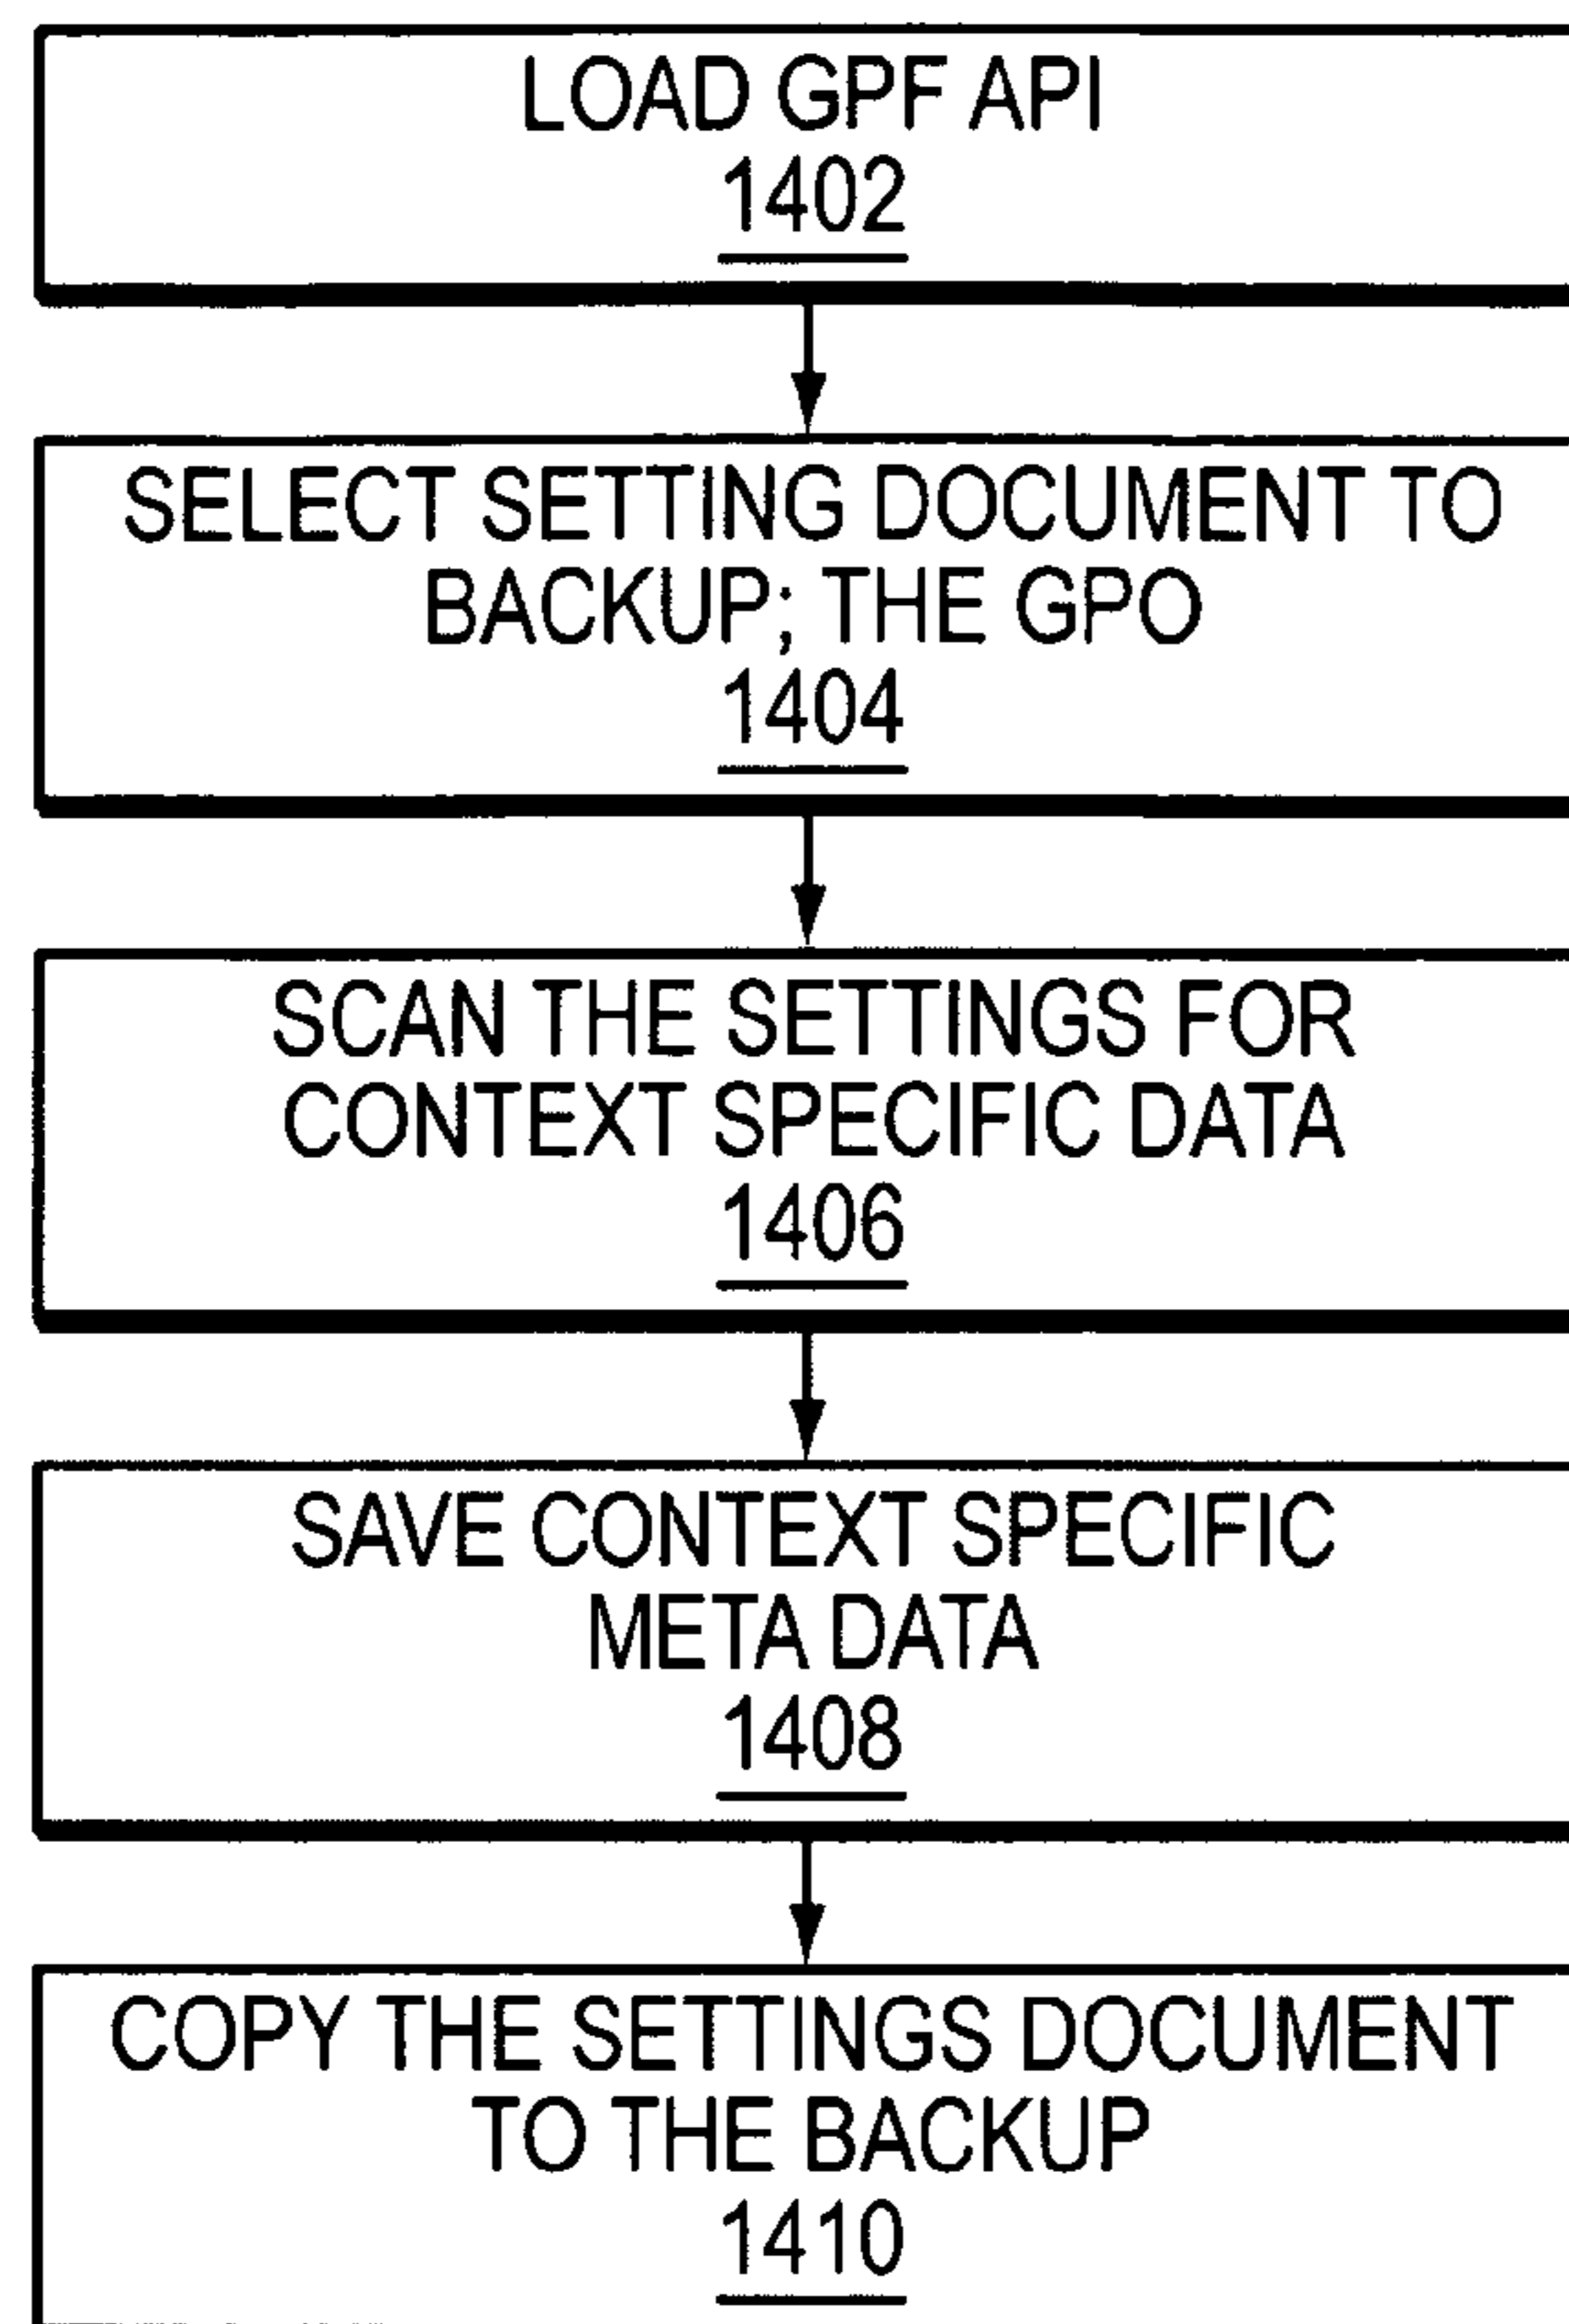 LOAD GPF API
1402
SELECT SETTING DOCUMENT TO
BACKUP; THE GPO
1404
SCAN THE SETTINGS FOR
CONTEXT SPECIFIC DATA
1406
SAVE CONTEXT SPECIFIC
META DATA
1408
COPY THE SETTINGS DOCUMENT
TO THE BACKUP
1410